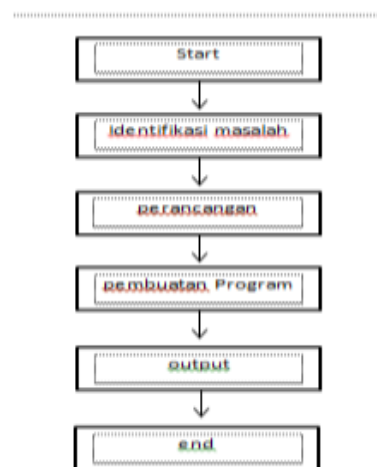 Start
Identifikasi masalah
perancangan
pembuatan Program
output
end